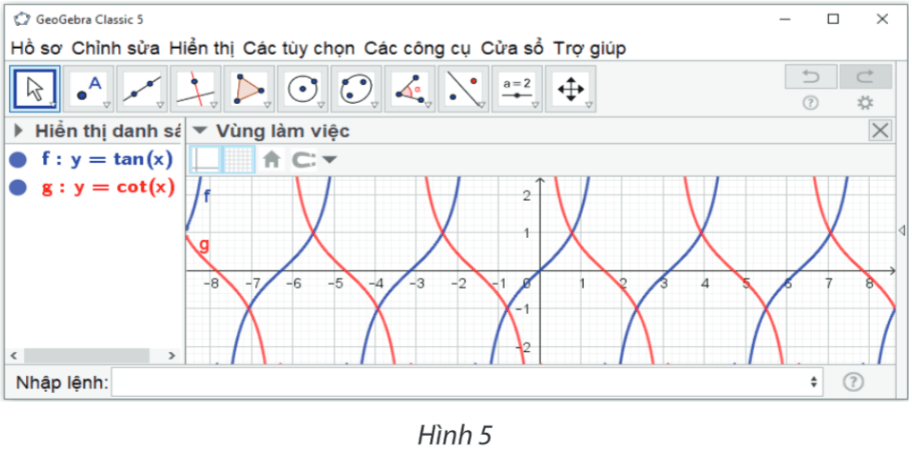 GeoGebra Classic 5
Hồ sơ Chỉnh sửa Hiển thị Các tùy chọn Các công cụ Cửa sổ Trợ giúp
A
α
a=2
Hiển thị danh sá
Vùng làm việc
f : y = tan(x)
g : y = cot(x)
f
g
2
1
-8 -7 -6 -5 -4 -3 -2 -1 0 1 2 3 4 5 6 7 8
-1
-2
Nhập lệnh:
Hình 5